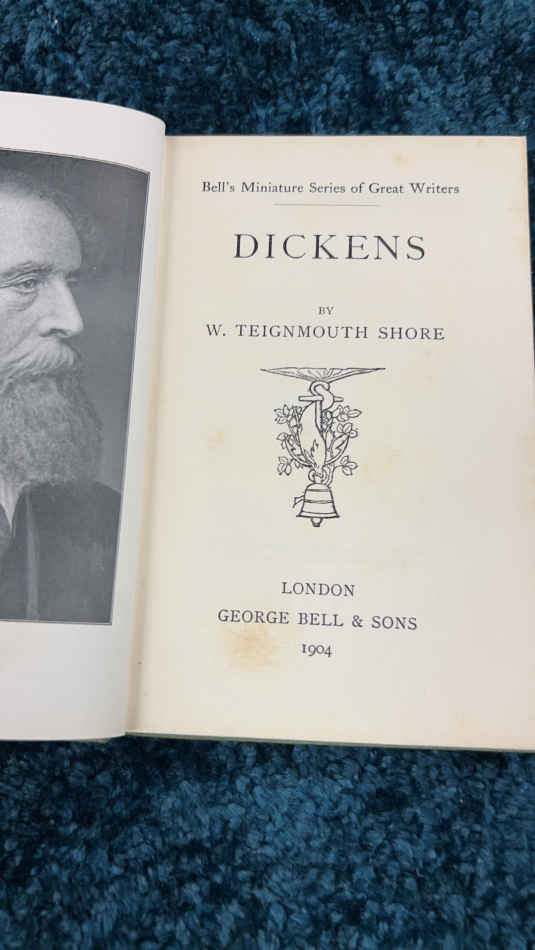 Bell's Miniature Series of Great Writers
DICKENS
BY
W. TEIGNMOUTH SHORE
LONDON
GEORGE BELL & SONS
1904